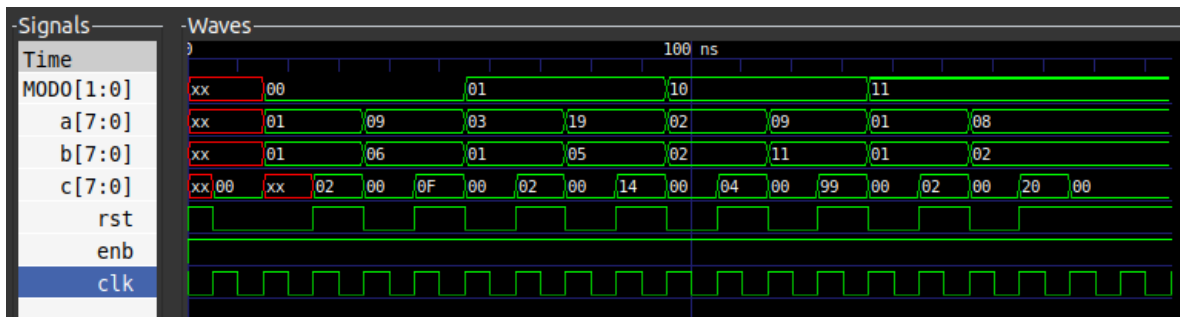 Signals Waves
Time 0 100 ns
MODO[1:0] xx 00 01 10 11
a[7:0] xx 01 09 03 19 02 09 01 08
b[7:0] xx 01 06 01 05 02 11 01 02
c[7:0] xx 00 xx 02 00 0F 00 02 00 14 00 04 00 99 00 02 00 20 00
rst
enb
clk